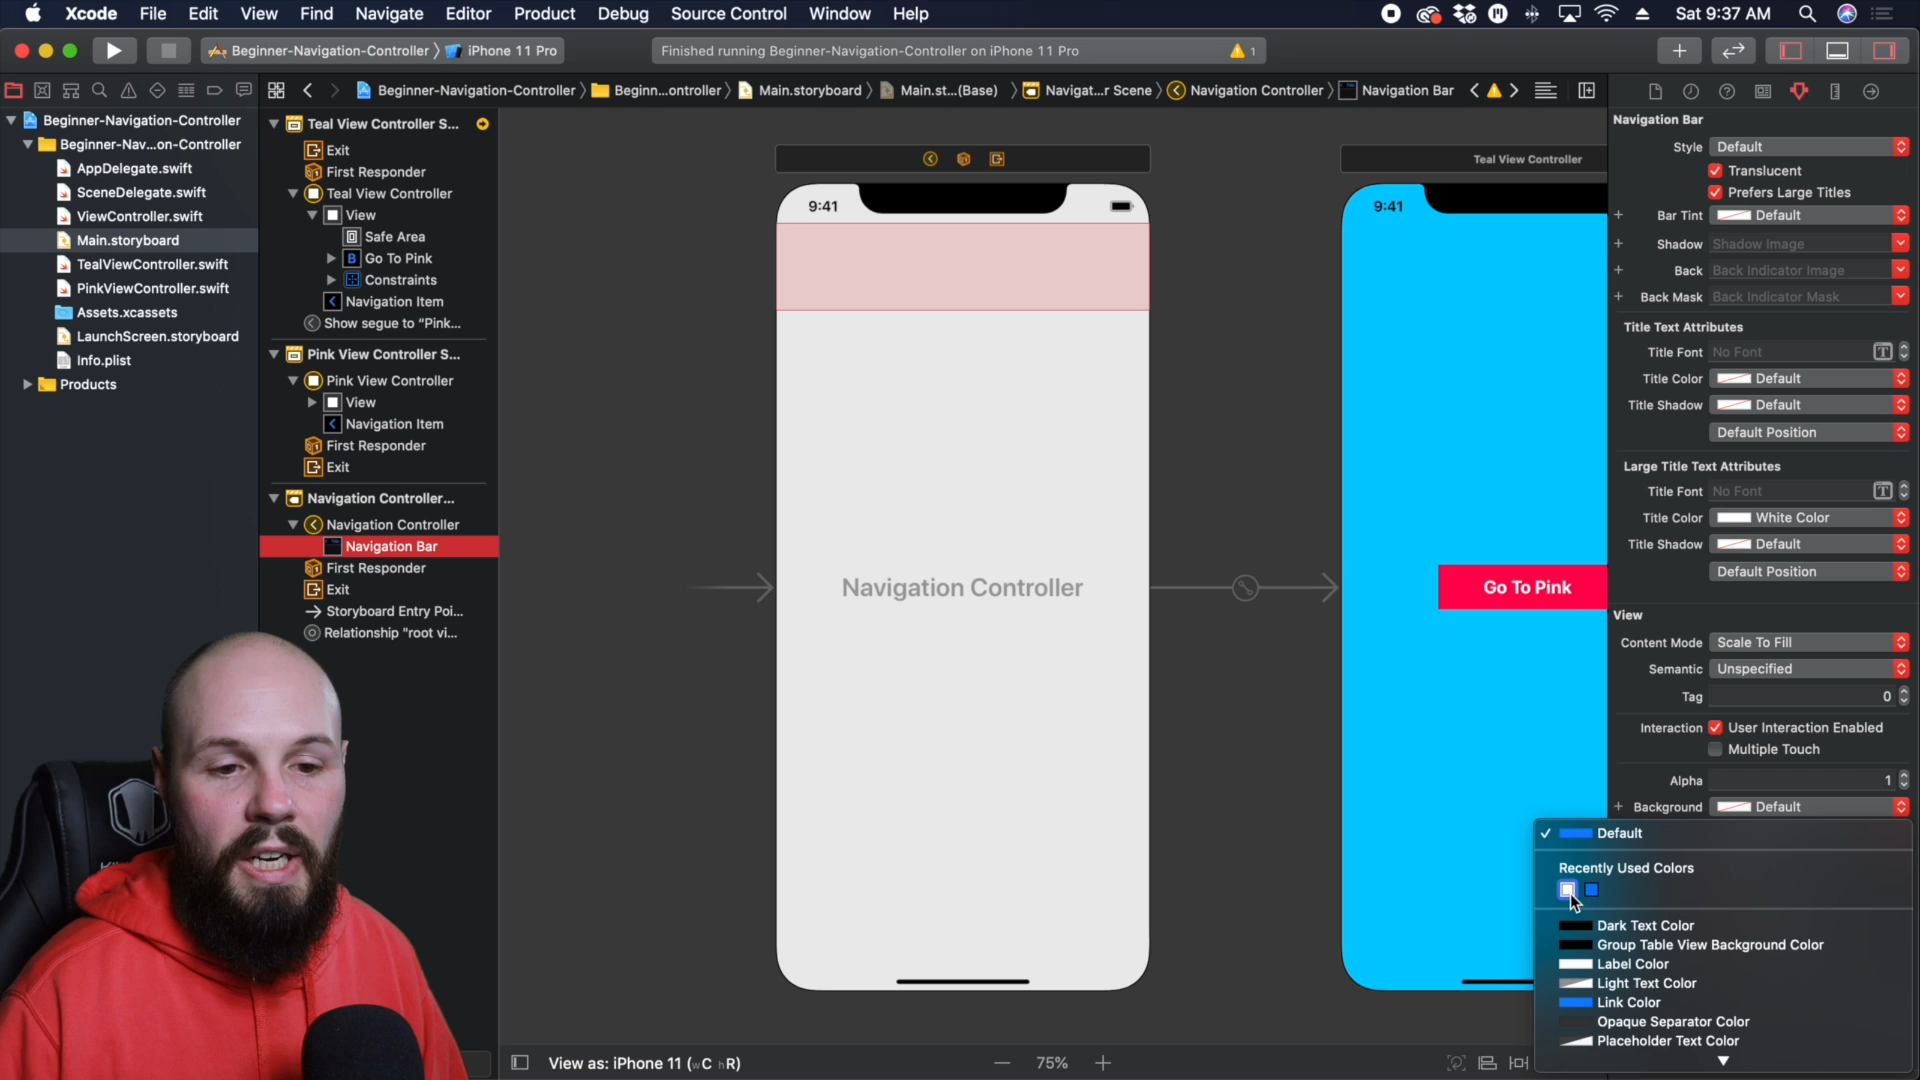 Xcode File Edit View Find Navigate Editor Product Debug Source Control Window Help
Sat 9:37 AM
Beginner-Navigation-Controller iPhone 11 Pro
Finished running Beginner-Navigation-Controller on iPhone 11 Pro
1
Beginner-Navigation-Controller Beginn...ontroller Main.storyboard Main.st...(Base) Navigat...r Scene Navigation Controller Navigation Bar
Beginner-Navigation-Controller
Beginner-Nav...on-Controller
AppDelegate.swift
SceneDelegate.swift
ViewController.swift
Main.storyboard
TealViewController.swift
PinkViewController.swift
Assets.xcassets
LaunchScreen.storyboard
Info.plist
Products
Teal View Controller S...
Exit
First Responder
Teal View Controller
View
Safe Area
B Go To Pink
Constraints
Navigation Item
Show segue to "Pink...
Pink View Controller S...
Pink View Controller
View
Navigation Item
First Responder
Exit
Navigation Controller...
Navigation Controller
Navigation Bar
First Responder
Exit
Storyboard Entry Poi...
Relationship "root vi...
9:41
Navigation Controller
Teal View Controller
9:41
Go To Pink
View as: iPhone 11 (wC hR)
75%
Navigation Bar
Style Default
Translucent
Prefers Large Titles
Bar Tint Default
Shadow Shadow Image
Back Back Indicator Image
Back Mask Back Indicator Mask
Title Text Attributes
Title Font No Font
Title Color Default
Title Shadow Default
Default Position
Large Title Text Attributes
Title Font No Font
Title Color White Color
Title Shadow Default
Default Position
View
Content Mode Scale To Fill
Semantic Unspecified
Tag 0
Interaction User Interaction Enabled
Multiple Touch
Alpha 1
Background Default
Default
Recently Used Colors
Dark Text Color
Group Table View Background Color
Label Color
Light Text Color
Link Color
Opaque Separator Color
Placeholder Text Color